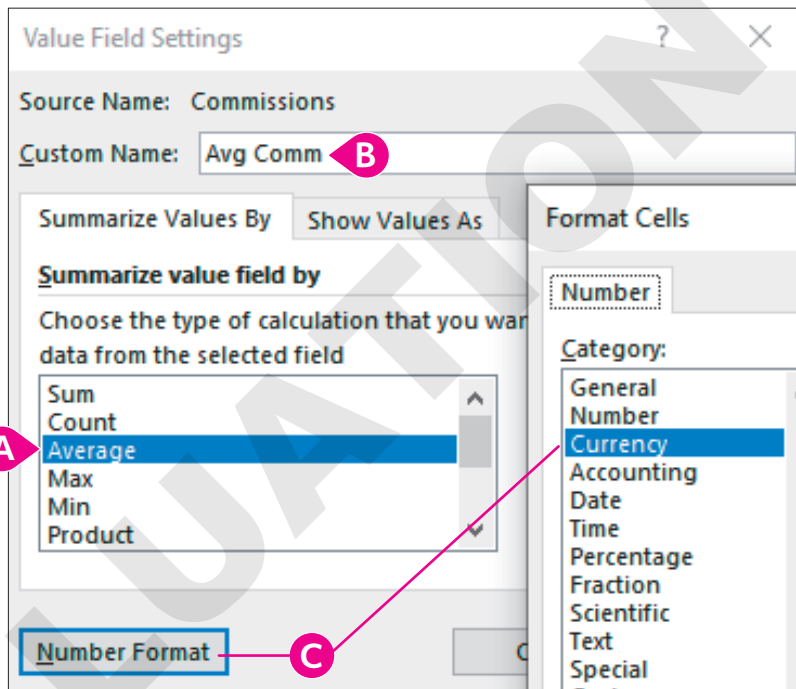 Value Field Settings ? ×
Source Name: Commissions
Custom Name: Avg Comm B
Summarize Values By Show Values As
Summarize value field by
Choose the type of calculation that you
data from the selected field
Sum
Count
A Average
Max
Min
Product
Number Format C
Format Cells
Number
Category:
General
Number
Currency
Accounting
Date
Time
Percentage
Fraction
Scientific
Text
Special
LUATION